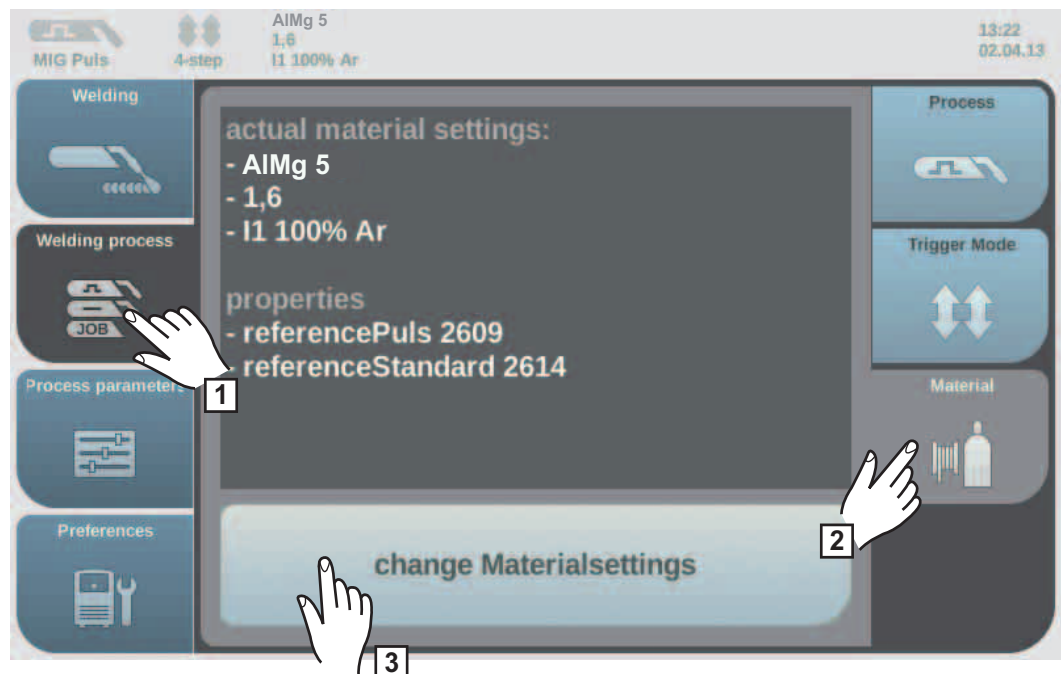 MIG Puls
4-step
AlMg 5
1,6
I1 100% Ar
13:22
02.04.13
Welding
Welding process
JOB
1
Process parameters
Preferences
actual material settings:
- AlMg 5
- 1,6
- I1 100% Ar
properties
- referencePuls 2609
- referenceStandard 2614
change Materialsettings
3
Process
Trigger Mode
Material
2